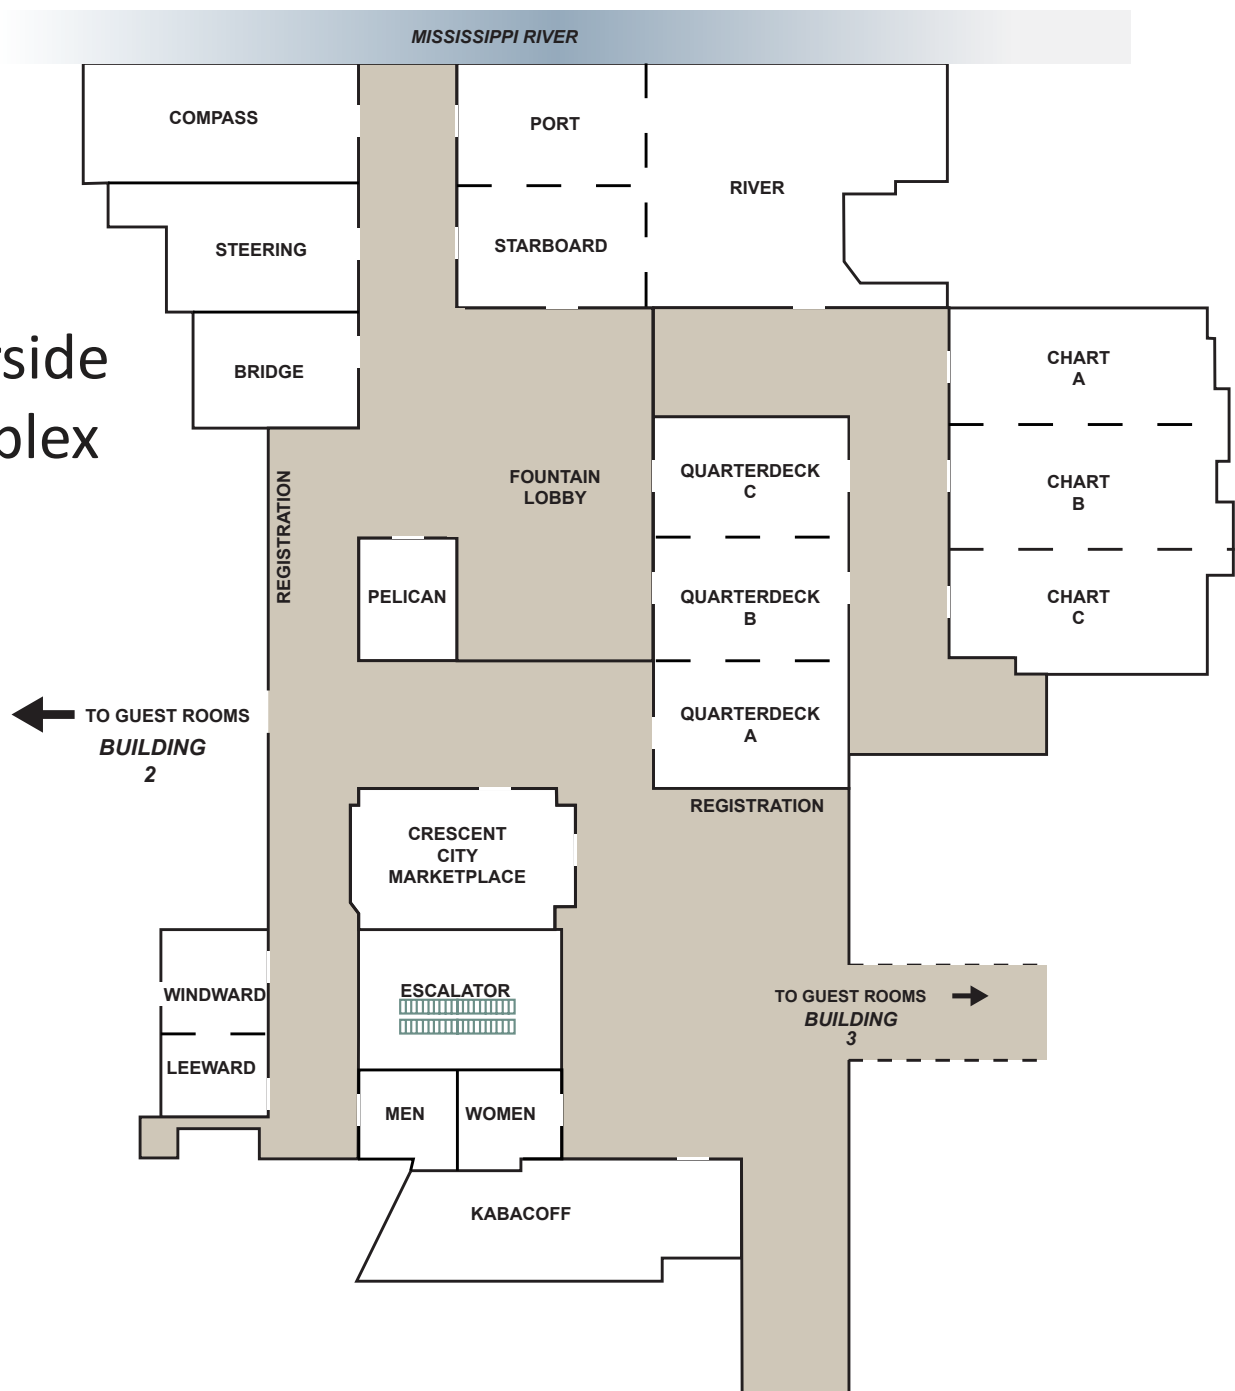 MISSISSIPPI RIVER
COMPASS
PORT
RIVER
STEERING
STARBOARD
rside
plex
BRIDGE
CHART
A
REGISTRATION
FOUNTAIN
LOBBY
QUARTERDECK
C
CHART
B
PELICAN
QUARTERDECK
B
CHART
C
TO GUEST ROOMS
BUILDING
2
QUARTERDECK
A
REGISTRATION
CRESCENT
CITY
MARKETPLACE
WINDWARD
ESCALATOR
TO GUEST ROOMS
BUILDING
3
LEEWARD
MEN
WOMEN
KABACOFF